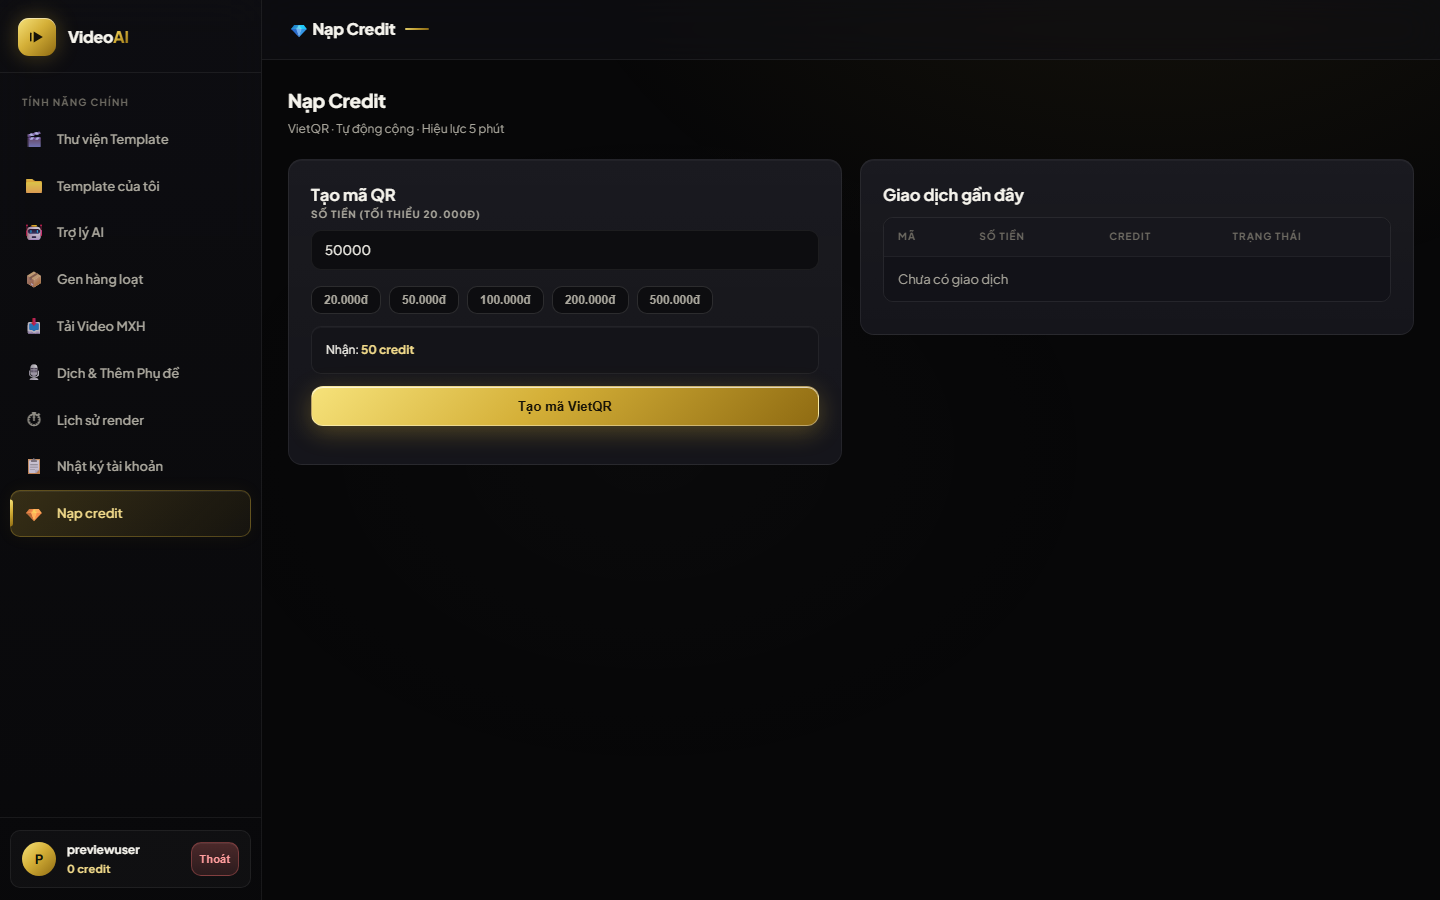 VideoAI
TÍNH NĂNG CHÍNH
Thư viện Template
Template của tôi
Trợ lý AI
Gen hàng loạt
Tải Video MXH
Dịch & Thêm Phụ đề
Lịch sử render
Nhật ký tài khoản
Nạp credit
P
previewuser
0 credit
Thoát
Nạp Credit
Nạp Credit
VietQR · Tự động cộng · Hiệu lực 5 phút
Tạo mã QR
SỐ TIỀN (TỐI THIỂU 20.000Đ)
50000
20.000đ 50.000đ 100.000đ 200.000đ 500.000đ
Nhận: 50 credit
Tạo mã VietQR
Giao dịch gần đây
MÃ SỐ TIỀN CREDIT TRẠNG THÁI
Chưa có giao dịch